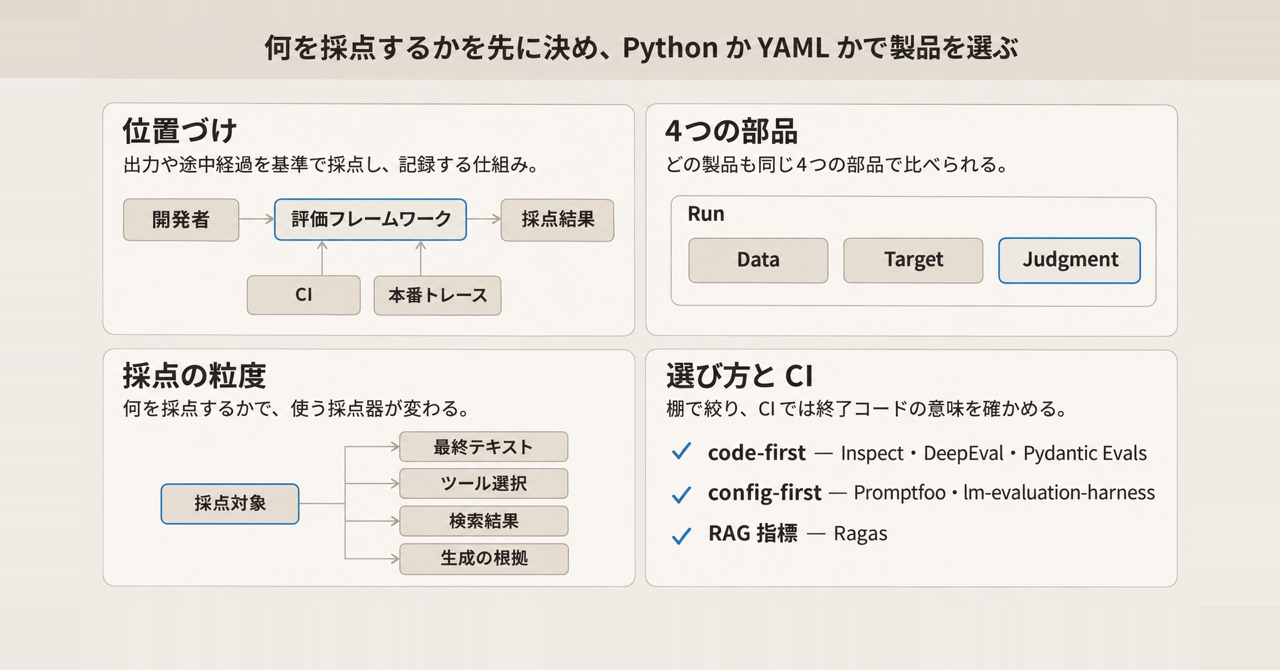 何を採点するかを先に決め、Python か YAML かで製品を選ぶ
位置づけ
出力や途中経過を基準で採点し、記録する仕組み。
開発者
評価フレームワーク
採点結果
CI
本番トレース
4つの部品
どの製品も同じ4つの部品で比べられる。
Run
Data
Target
Judgment
採点の粒度
何を採点するかで、使う採点器が変わる。
採点対象
最終テキスト
ツール選択
検索結果
生成の根拠
選び方と CI
棚で絞り、CI では終了コードの意味を確かめる。
code-first — Inspect・DeepEval・Pydantic Evals
config-first — Promptfoo・lm-evaluation-harness
RAG 指標 — Ragas